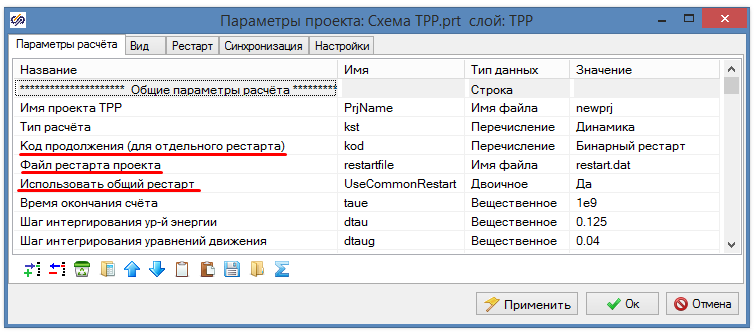 Параметры проекта: Схема TPP.prt слой: TPP
Параметры расчёта Вид Рестарт Синхронизация Настройки
Название Имя Тип данных Значение
********************* Общие параметры расчёта ********* Строка
Имя проекта TPP PrjName Имя файла newprj
Тип расчёта kst Перечисление Динамика
Код продолжения (для отдельного рестарта) kod Перечисление Бинарный рестарт
Файл рестарта проекта restartfile Имя файла restart.dat
Использовать общий рестарт UseCommonRestart Двоичное Да
Время окончания счёта taue Вещественное 1e9
Шаг интергирования ур-й энергии dtau Вещественное 0.125
Шаг интегрирования уравнений движения dtaug Вещественное 0.04
Применить Ок Отмена